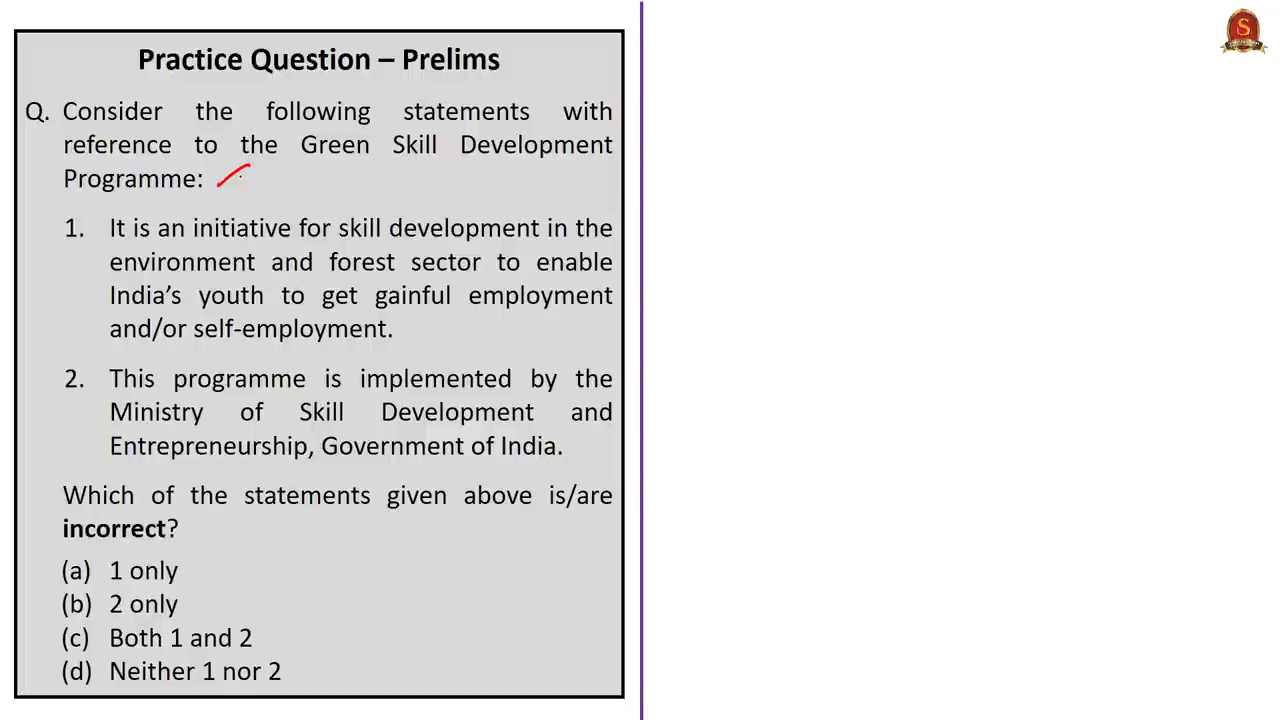 Practice Question – Prelims
Q. Consider the following statements with
reference to the Green Skill Development
Programme:
1. It is an initiative for skill development in the
environment and forest sector to enable
India's youth to get gainful employment
and/or self-employment.
2. This programme is implemented by the
Ministry of Skill Development and
Entrepreneurship, Government of India.
Which of the statements given above is/are
incorrect?
(a) 1 only
(b) 2 only
(c) Both 1 and 2
(d) Neither 1 nor 2
S